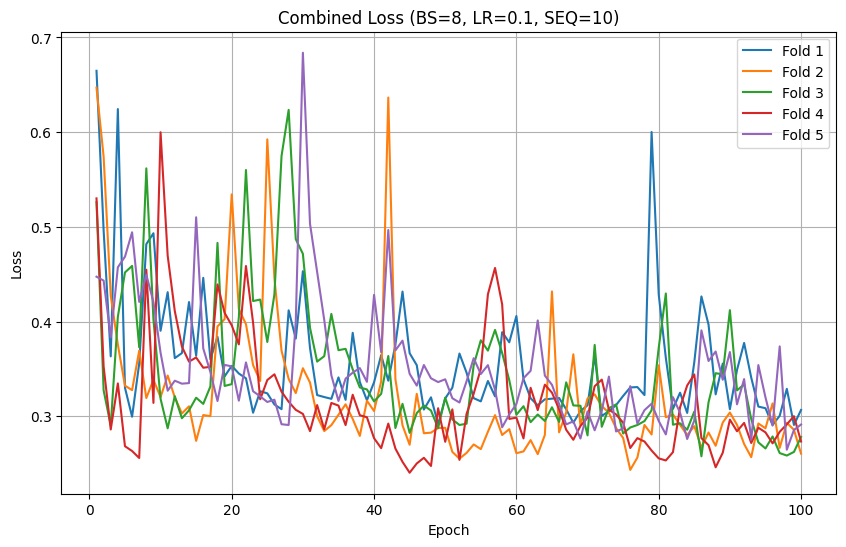 Combined Loss (BS=8, LR=0.1, SEQ=10)
Fold 1
Fold 2
Fold 3
Fold 4
Fold 5
Loss
0.7
0.6
0.5
0.4
0.3
0
20
40
60
80
100
Epoch